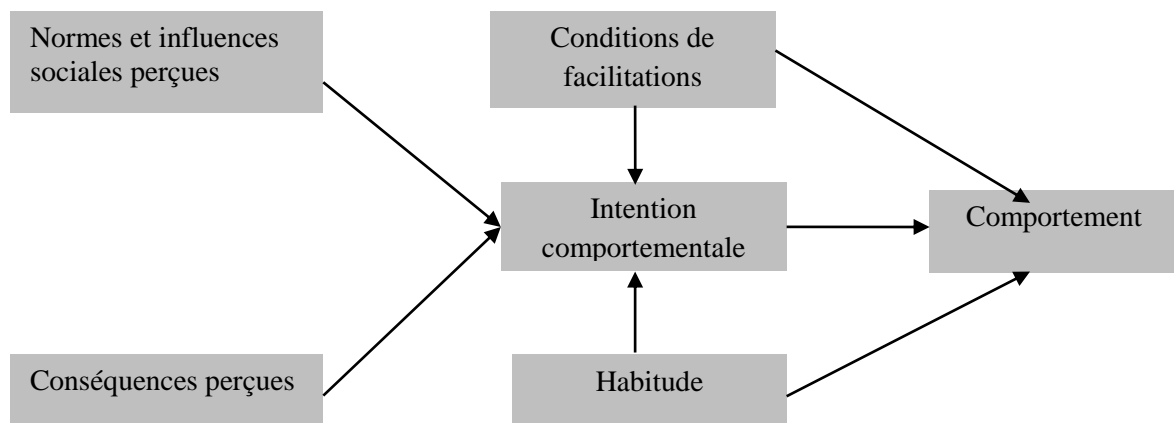 Normes et influences
sociales perçues
Conditions de
facilitations
Intention
comportementale
Comportement
Conséquences perçues
Habitude